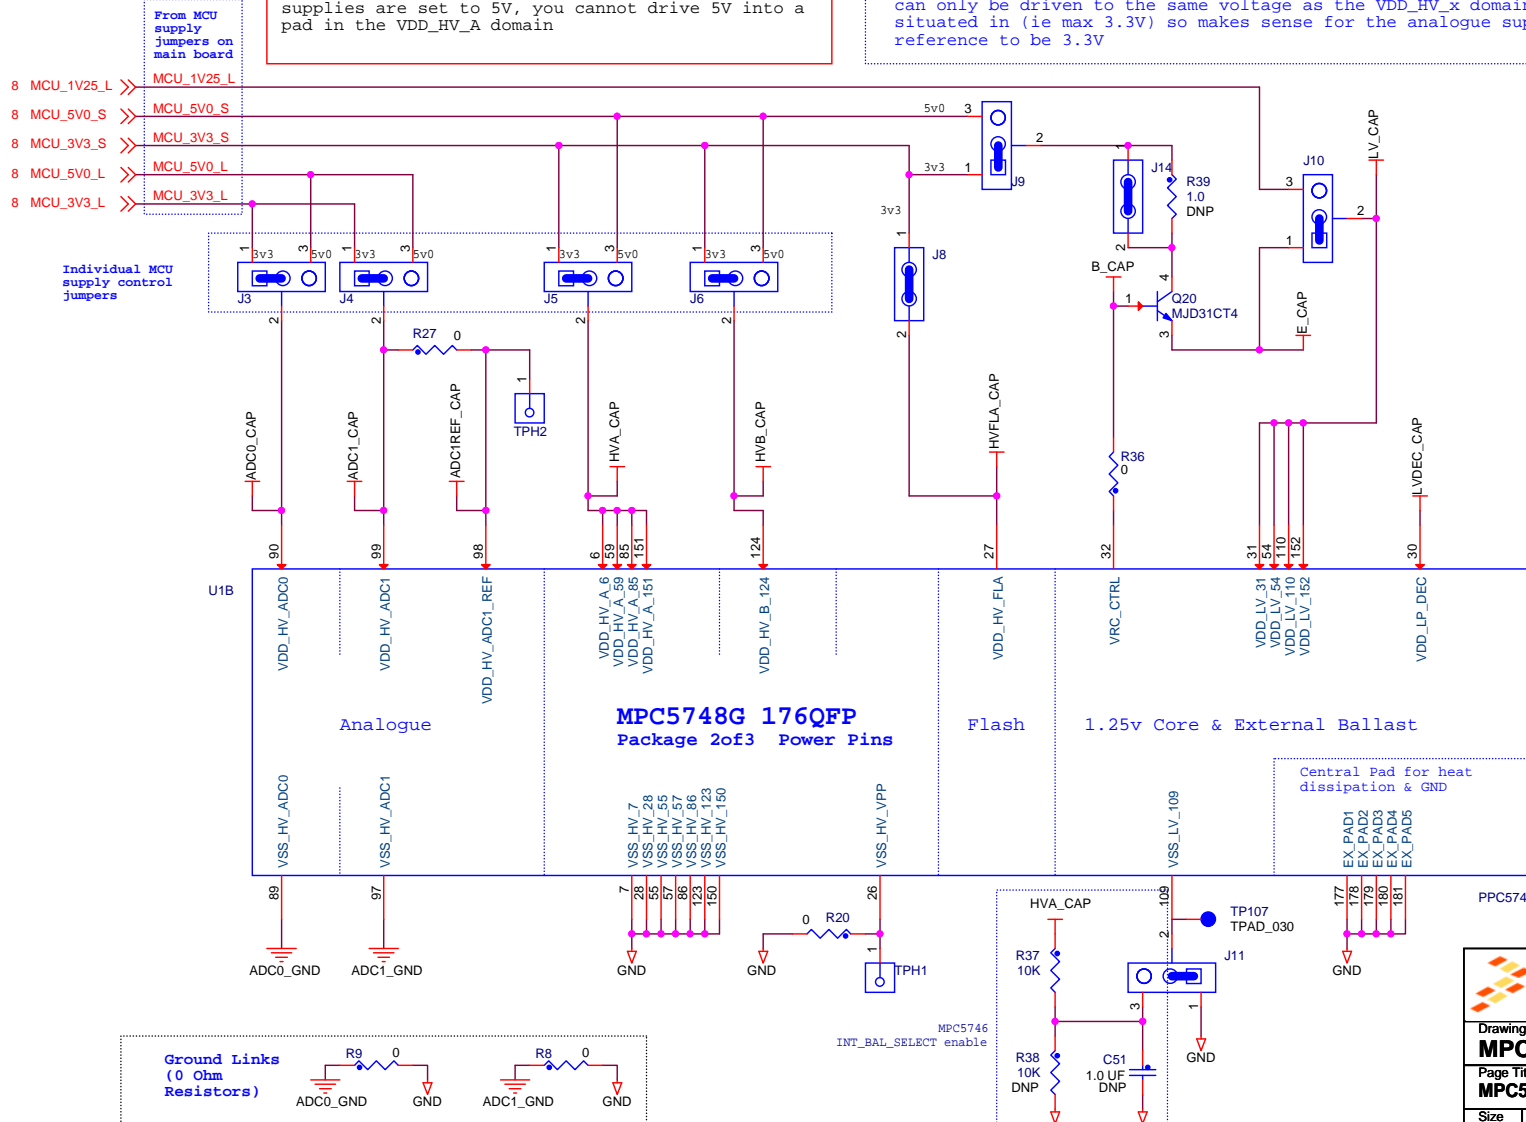 supplies are set to 5V, you cannot drive 5V into a
pad in the VDD_HV_A domain
can only be driven to the same voltage as the VDD_HV_x domain
situated in (ie max 3.3V) so makes sense for the analogue
reference to be 3.3V
From MCU
supply
jumpers on
main board
8 MCU_1V25_L MCU_1V25_L
8 MCU_5V0_S MCU_5V0_S
8 MCU_3V3_S MCU_3V3_S
8 MCU_5V0_L MCU_5V0_L
8 MCU_3V3_L MCU_3V3_L
5v0 3
2
3v3 1
J9
3v3
1
J8
2
1
J14
2
R39
1.0
DNP
J10
3
2
1
LV_CAP
B_CAP
4
1
Q20
MJD31CT4
3
E_CAP
Individual MCU
supply control
jumpers
1 3v3 3 5v0
J3
2
1 3v3 3 5v0
J4
2
1 3v3 3 5v0
J5
2
1 3v3 3 5v0
J6
2
R27 0
1
TPH2
ADC0_CAP
ADC1_CAP
ADC1REF_CAP
HVA_CAP
HVB_CAP
HVFLA_CAP
R36
0
LVDEC_CAP
90
99
98
6
59
85
151
124
27
32
31
54
110
152
30
U1B
VDD_HV_ADC0
VDD_HV_ADC1
VDD_HV_ADC1_REF
VDD_HV_A_6
VDD_HV_A_59
VDD_HV_A_85
VDD_HV_A_151
VDD_HV_B_124
VDD_HV_FLA
VRC_CTRL
VDD_LV_31
VDD_LV_54
VDD_LV_110
VDD_LV_152
VDD_LP_DEC
Analogue
MPC5748G 176QFP
Package 2of3 Power Pins
Flash
1.25v Core & External Ballast
Central Pad for heat
dissipation & GND
VSS_HV_ADC0
VSS_HV_ADC1
VSS_HV_7
VSS_HV_28
VSS_HV_55
VSS_HV_57
VSS_HV_86
VSS_HV_123
VSS_HV_150
VSS_HV_VPP
VSS_LV_109
EX_PAD1
EX_PAD2
EX_PAD3
EX_PAD4
EX_PAD5
89
97
7
28
55
57
86
123
150
26
109
177
178
179
180
181
PPC574
ADC0_GND
ADC1_GND
GND
0 R20
GND
1
TPH1
HVA_CAP
R37
10K
TP107
TPAD_030
2
J11
3
1
GND
GND
MPC5746
INT_BAL_SELECT enable
R38
10K
DNP
C51
1.0 UF
DNP
Ground Links
(0 Ohm
Resistors)
R9 0
ADC0_GND
GND
R8 0
ADC1_GND
GND
Drawing
MPC
Page
MPC5
Size